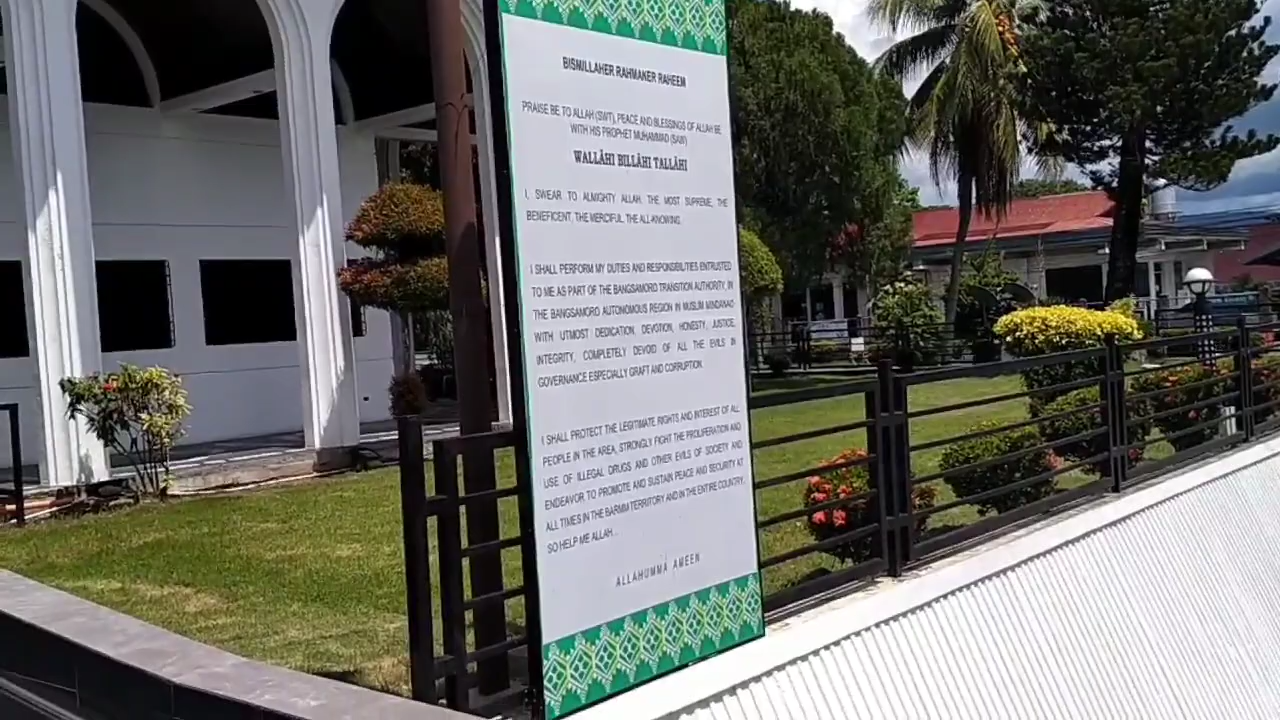 BISMILLAHER RAHMANER RAHEEM
PRAISE BE TO ALLAH (SWT), PEACE AND BLESSINGS OF ALLAH BE
WITH HIS PROPHET MUHAMMAD (SAW)
WALLÂHI BILLÂHI TALLÂHI
I, SWEAR TO ALMIGHTY ALLAH, THE MOST SUPREME, THE
BENEFICENT, THE MERCIFUL, THE ALL-KNOWING.
I SHALL PERFORM MY DUTIES AND RESPONSIBILITIES ENTRUSTED
TO ME AS PART OF THE BANGSAMORO TRANSITION AUTHORITY, IN
THE BANGSAMORO AUTONOMOUS REGION IN MUSLIM MINDANAO
WITH UTMOST DEDICATION, DEVOTION, HONESTY, JUSTICE,
INTEGRITY, COMPLETELY DEVOID OF ALL THE EVILS IN
GOVERNANCE ESPECIALLY GRAFT AND CORRUPTION.
I SHALL PROTECT THE LEGITIMATE RIGHTS AND INTEREST OF ALL
PEOPLE IN THE AREA, STRONGLY FIGHT THE PROLIFERATION AND
USE OF ILLEGAL DRUGS AND OTHER EVILS OF SOCIETY AND
ENDEAVOR TO PROMOTE AND SUSTAIN PEACE AND SECURITY AT
ALL TIMES IN THE BARMM TERRITORY AND IN THE ENTIRE COUNTRY,
SO HELP ME ALLAH...
ALLAHUMMA AMEEN